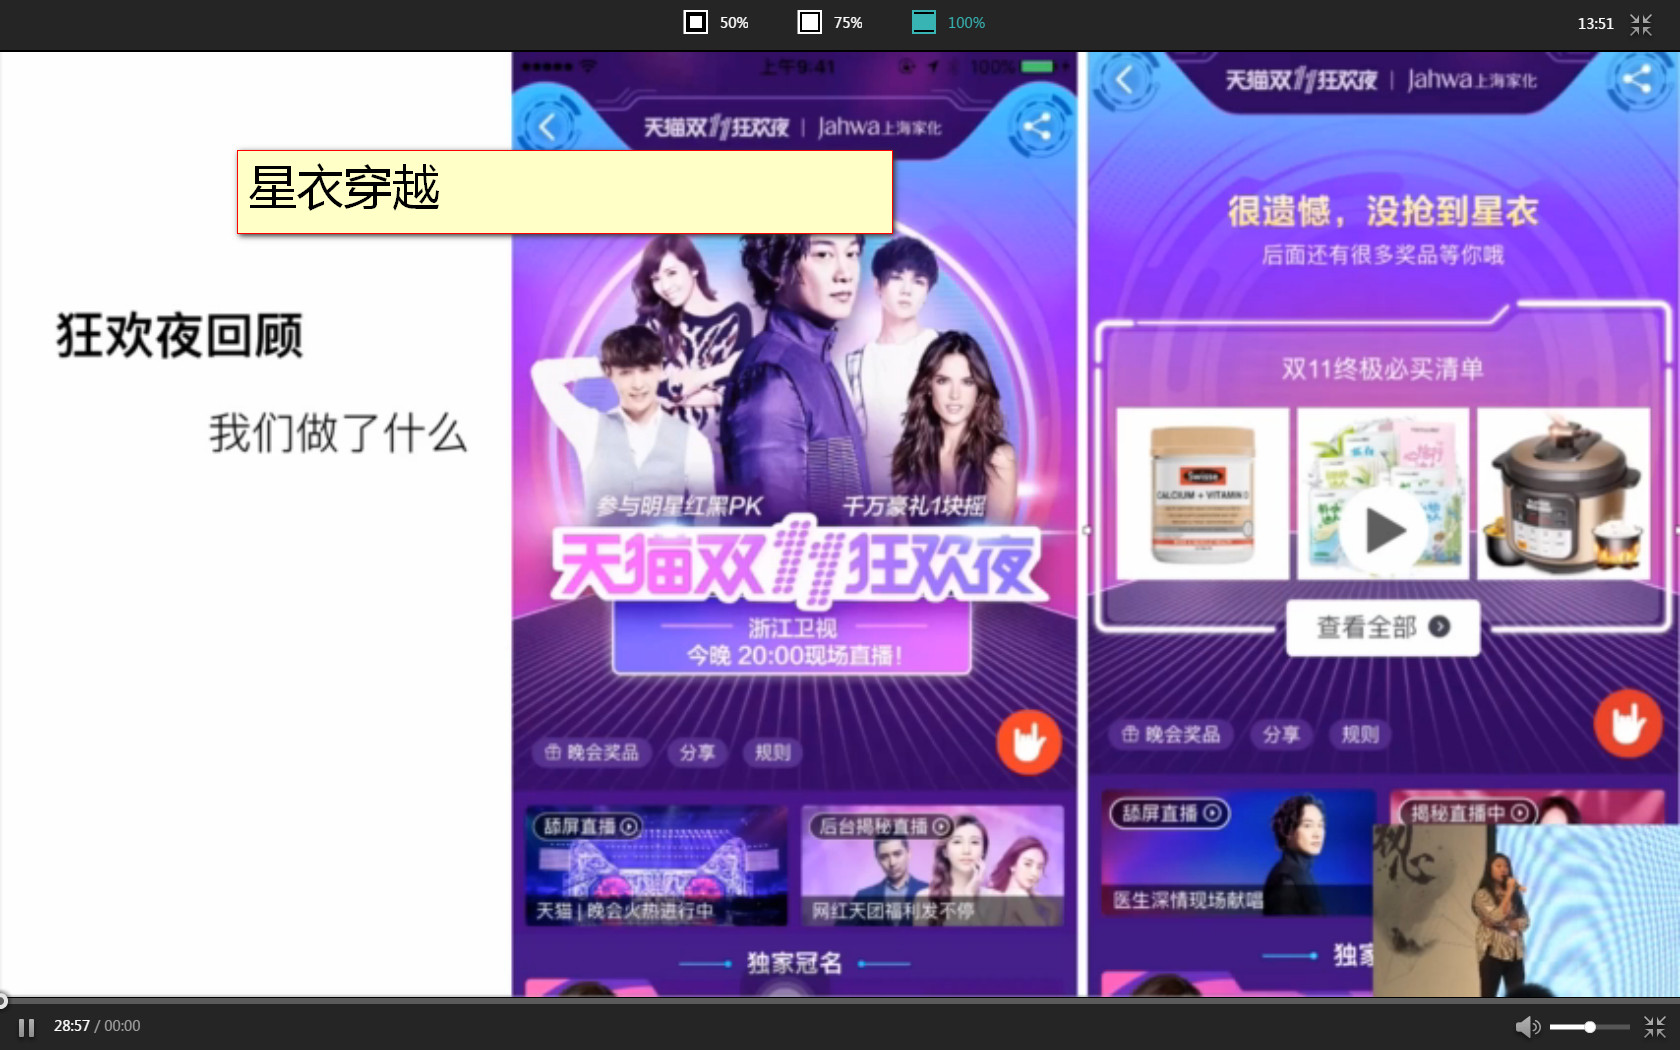 50%
75%
100%
13:51
星衣穿越
狂欢夜回顾
我们做了什么
上午9:41
100%
天猫双11狂欢夜 | Jahwa上海家化
参与明星红黑PK
千万豪礼1块摇
天猫双11狂欢夜
浙江卫视
今晚 20:00现场直播!
晚会奖品
分享
规则
舔屏直播
天猫 | 晚会火热进行中
后台揭秘直播
网红天团福利发不停
独家冠名
天猫双11狂欢夜 | Jahwa上海家化
很遗憾，没抢到星衣
后面还有很多奖品等你哦
双11终极必买清单
Swisse
CALCIUM + VITAMIN D
查看全部
晚会奖品
分享
规则
舔屏直播
医生深情现场献唱
揭秘直播中
独家
28:57 / 00:00